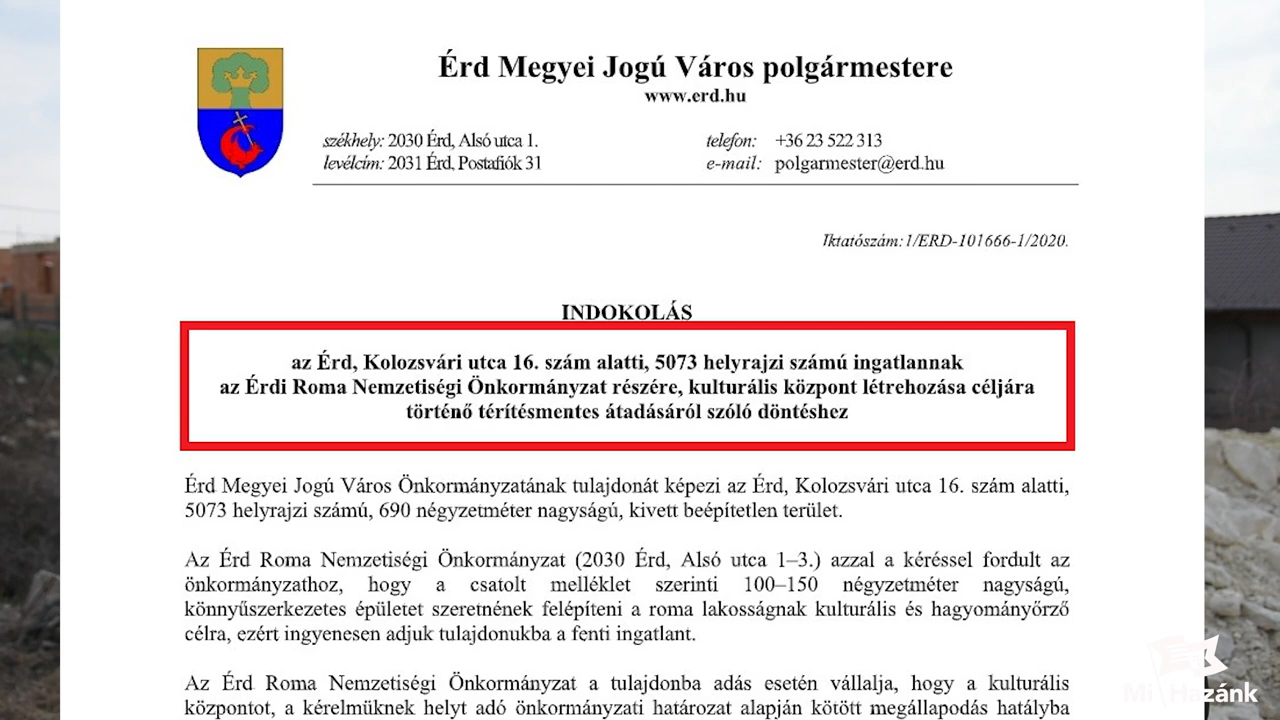 Érd Megyei Jogú Város polgármestere
www.erd.hu
székhely: 2030 Érd, Alsó utca 1.
telefon: +36 23 522 313
levélcím: 2031 Érd, Postafiók 31
e-mail: polgarmester@erd.hu
Iktatószám:1/ERD-101666-1/2020.
INDOKOLÁS
az Érd, Kolozsvári utca 16. szám alatti, 5073 helyrajzi számú ingatlannak
az Érdi Roma Nemzetiségi Önkormányzat részére, kulturális központ létrehozása céljára
történő térítésmentes átadásáról szóló döntéshez
Érd Megyei Jogú Város Önkormányzatának tulajdonát képezi az Érd, Kolozsvári utca 16. szám alatti,
5073 helyrajzi számú, 690 négyzetméter nagyságú, kivett beépítetlen terület.
Az Érd Roma Nemzetiségi Önkormányzat (2030 Érd, Alsó utca 1–3.) azzal a kéréssel fordult az
önkormányzathoz, hogy a csatolt melléklet szerinti 100–150 négyzetméter nagyságú,
könnyűszerkezetes épületet szeretnének felépíteni a roma lakosságnak kulturális és hagyományőrző
célra, ezért ingyenesen adjuk tulajdonukba a fenti ingatlant.
Az Érd Roma Nemzetiségi Önkormányzat a tulajdonba adás esetén vállalja, hogy a kulturális
központot, a kérelmüknek helyt adó önkormányzati határozat alapján kötött megállapodás hatályba
Mi Hazánk